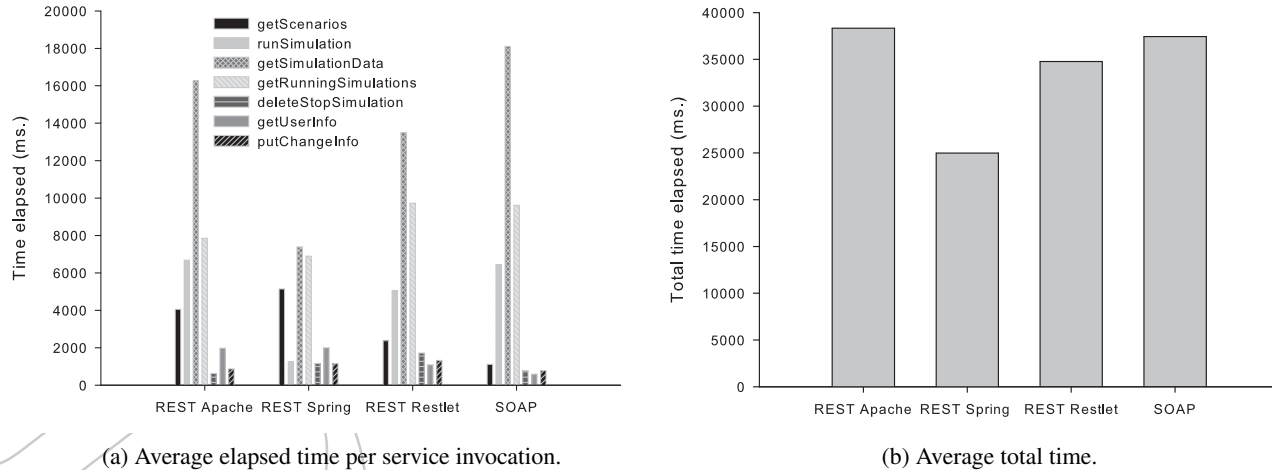 20000
18000
16000
14000
12000
10000
8000
6000
4000
2000
0
Time elapsed (ms.)
getScenarios
runSimulation
getSimulationData
getRunningSimulations
deleteStopSimulation
getUserInfo
putChangeInfo
REST Apache REST Spring REST Restlet SOAP
(a) Average elapsed time per service invocation.
40000
35000
30000
25000
20000
15000
10000
5000
0
Total time elapsed (ms.)
REST Apache REST Spring REST Restlet SOAP
(b) Average total time.